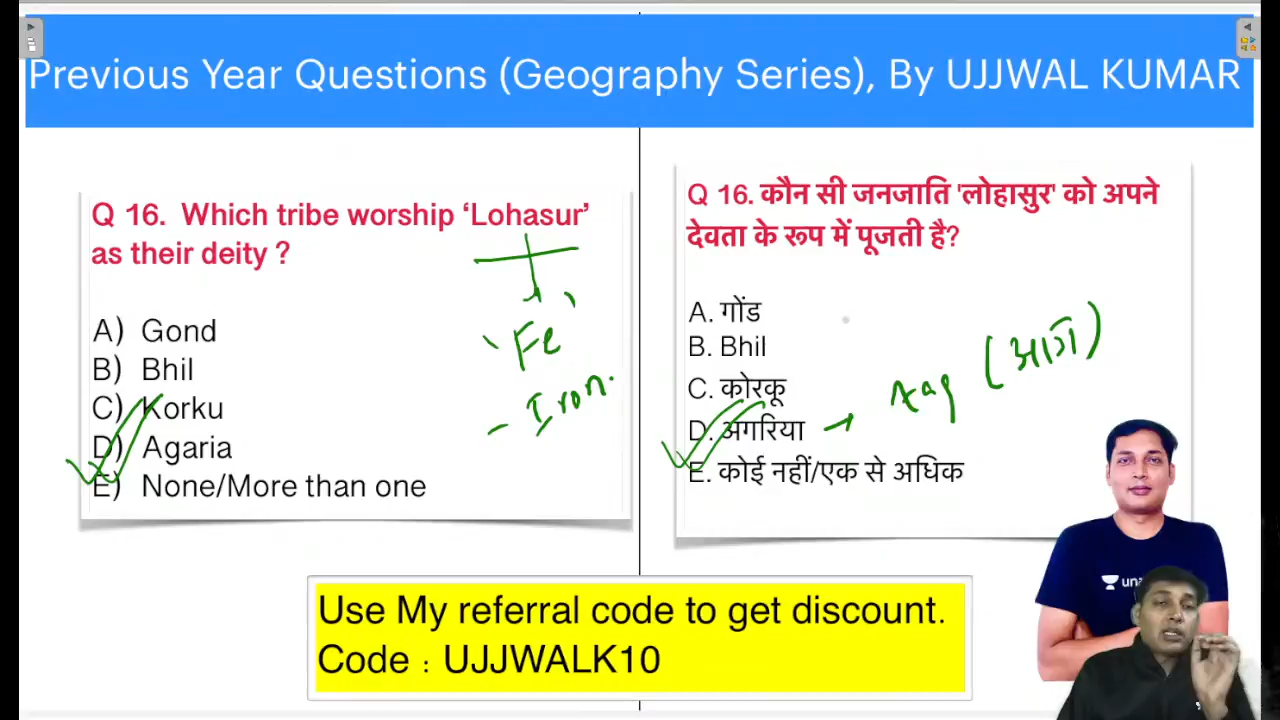 Previous Year Questions (Geography Series), By UJJWAL KUMAR
Q 16. Which tribe worship ‘Lohasur’
as their deity ?
A) Gond
B) Bhil
C) Korku
D) Agaria
E) None/More than one
Fe
- Iron.
Q 16. कौन सी जनजाति 'लोहासुर' को अपने
देवता के रूप में पूजती है?
A. गोंड
B. Bhil
C. कोरकू
D. अगरिया → Aag (आग)
E. कोई नहीं/एक से अधिक
una
Use My referral code to get discount.
Code : UJJWALK10